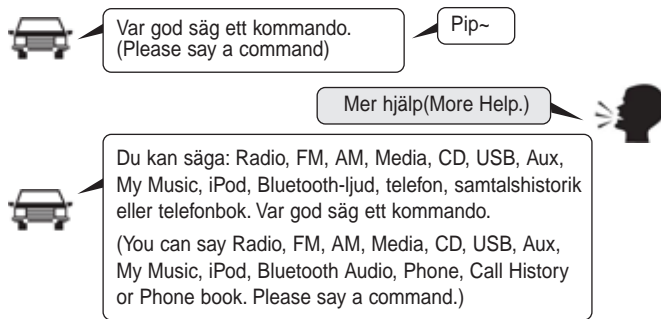 Var god säg ett kommando.
(Please say a command)
Pip~
Mer hjälp(More Help.)
Du kan säga: Radio, FM, AM, Media, CD, USB, Aux,
My Music, iPod, Bluetooth-ljud, telefon, samtalshistorik
eller telefonbok. Var god säg ett kommando.
(You can say Radio, FM, AM, Media, CD, USB, Aux,
My Music, iPod, Bluetooth Audio, Phone, Call History
or Phone book. Please say a command.)